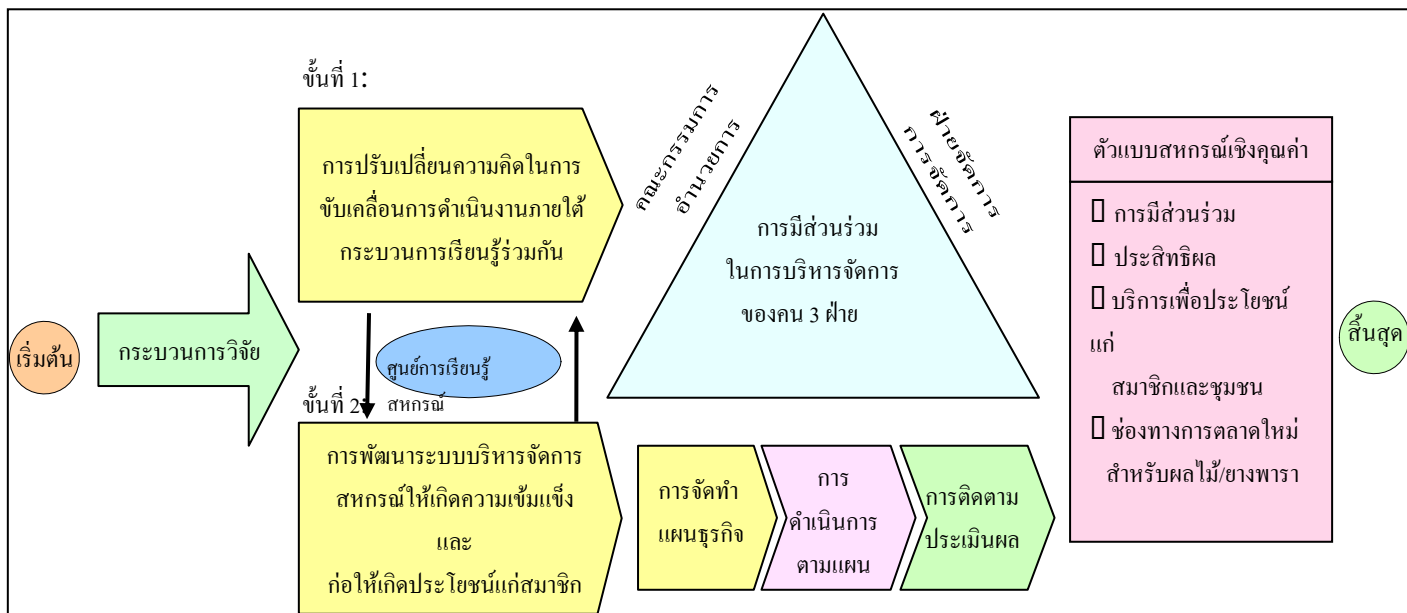 ขั้นที่ 1:
การปรับเปลี่ยนความคิดในการ
ขับเคลื่อนการดำเนินงานภายใต้
กระบวนการเรียนรู้ร่วมกัน
เริ่มต้น
กระบวนการวิจัย
ศูนย์การเรียนรู้
สหกรณ์
ขั้นที่ 2:
การพัฒนาระบบบริหารจัดการ
สหกรณ์ให้เกิดความเข้มแข็ง
และ
ก่อให้เกิดประโยชน์แก่สมาชิก
คณะกรรมการ
อำนวยการ
ฝ่ายจัดการ
การจัดการ
การมีส่วนร่วม
ในการบริหารจัดการ
ของคน 3 ฝ่าย
การจัดทำ
แผนธุรกิจ
การ
ดำเนินการ
ตามแผน
การติดตาม
ประเมินผล
ตัวแบบสหกรณ์เชิงคุณค่า
การมีส่วนร่วม
ประสิทธิผล
บริการเพื่อประโยชน์
แก่
สมาชิกและชุมชน
ช่องทางการตลาดใหม่
สำหรับผลไม้/ยางพารา
สิ้นสุด